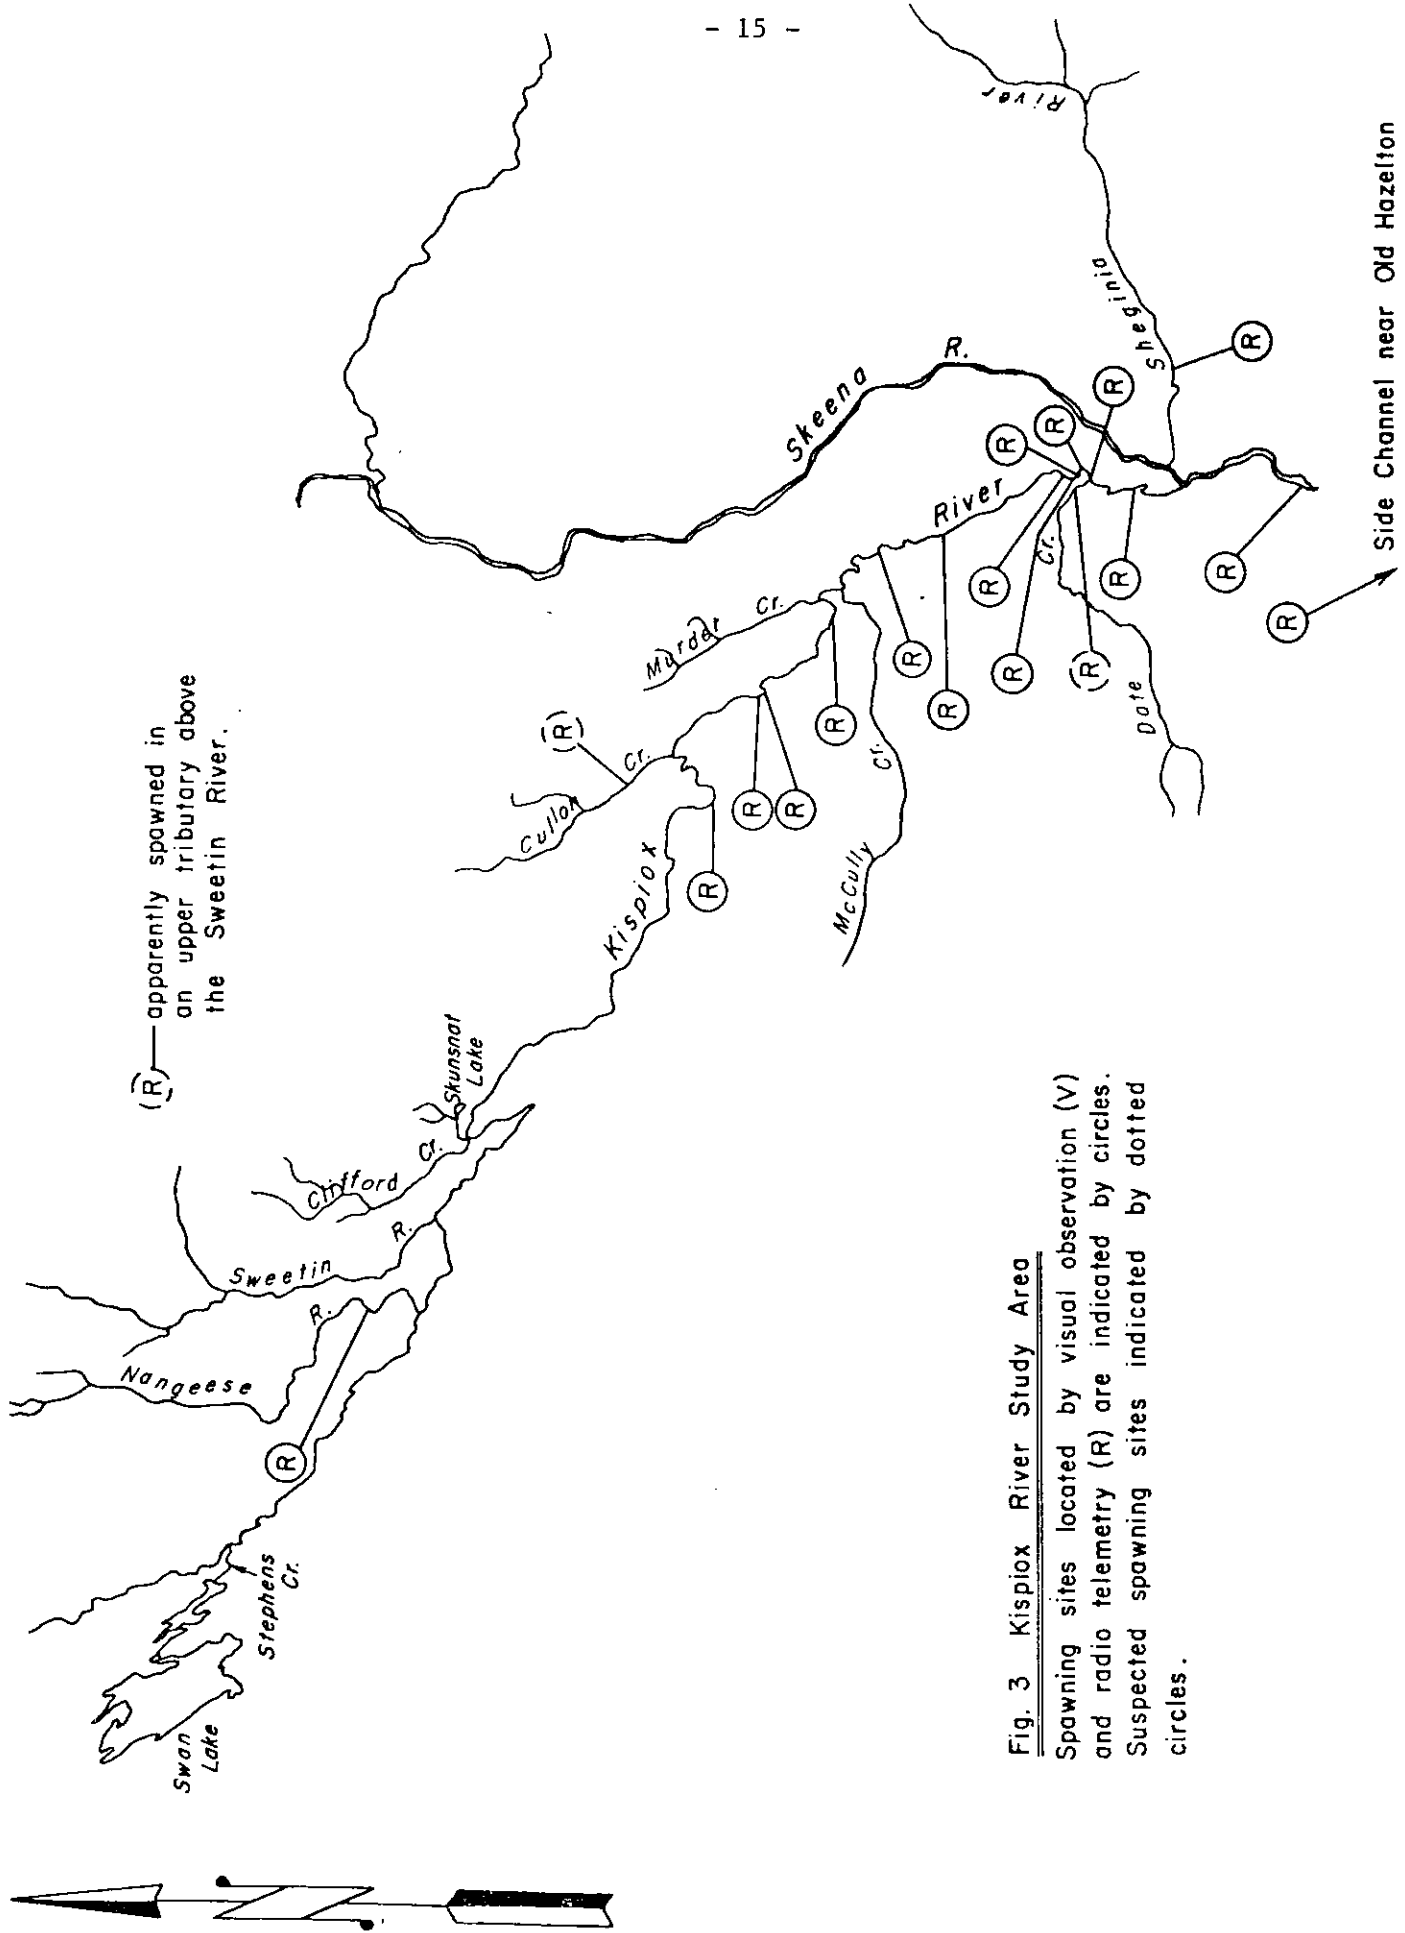 - 15 -
(R)
apparently spawned in
an upper tributary above
the Sweetin River.
Swan
Lake
Stephens
Cr.
Nangeese
R.
R
Sweetin
R.
Clifford
Cr.
Skunsnat
Lake
Kispiox
R
Cullon
Cr.
(R)
R
R
Murder
Cr.
R
McCully
Cr.
R
R
River
R
R
(R)
R
R
R
R
Date
Cr.
R
Skeena
R.
Sheginia
River
R
R
R
Side Channel near Old Hazelton
Fig. 3 Kispiox River Study Area
Spawning sites located by visual observation (V)
and radio telemetry (R) are indicated by circles.
Suspected spawning sites indicated by dotted
circles.